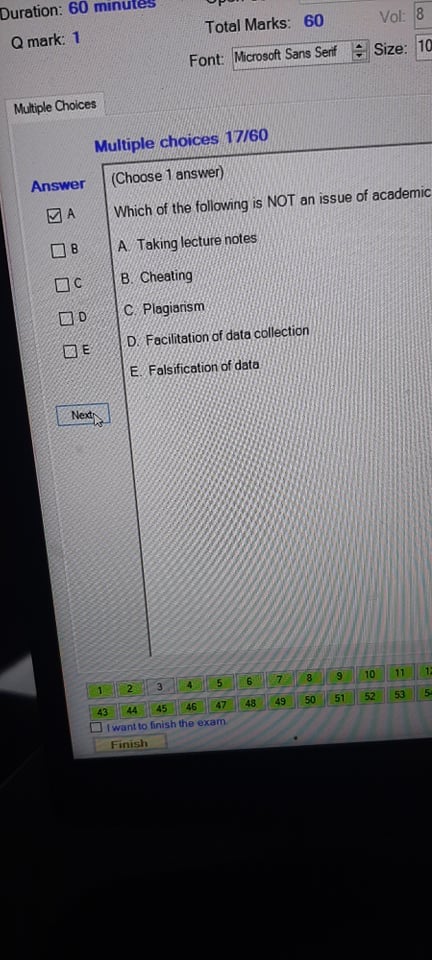 Duration: 60 minutes
Q mark: 1
Total Marks: 60
Vol: 8
Font: Microsoft Sans Serif
Size: 10
Multiple Choices
Multiple choices 17/60
Answer
(Choose 1 answer)
Which of the following is NOT an issue of academic
A
A. Taking lecture notes
B
B. Cheating
C
C. Plagiarism
D
D. Facilitation of data collection
E
E. Falsification of data
Next
1 2 3 4 5 6 7 8 9 10 11
43 44 45 46 47 48 49 50 51 52 53
I want to finish the exam.
Finish